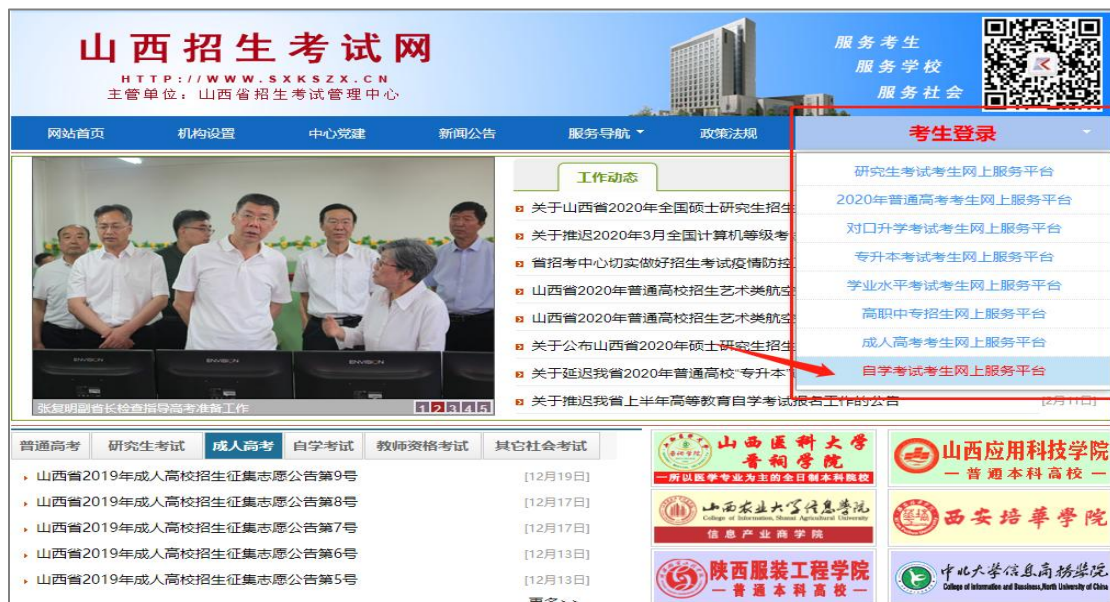 山西招生考试网
HTTP://WWW.SXKSZX.CN
主管单位：山西省招生考试管理中心
服务考生
服务学校
服务社会
网站首页 机构设置 中心党建 新闻公告 服务导航 政策法规 考生登录
研究生考试考生网上服务平台
2020年普通高考考生网上服务平台
对口升学考试考生网上服务平台
专升本考试考生网上服务平台
学业水平考试考生网上服务平台
高职中专招生网上服务平台
成人高考考生网上服务平台
自学考试考生网上服务平台
工作动态
关于山西省2020年全国硕士研究生招生
关于推迟2020年3月全国计算机等级考
省招考中心切实做好招生考试疫情防控
山西省2020年普通高校招生艺术类航空
山西省2020年普通高校招生艺术类航空
关于公布山西省2020年硕士研究生招生
关于延迟我省2020年普通高校"专升本"
关于推迟我省上半年高等教育自学考试报名工作的公告 [2月11日]
ENVISION ENVISION ENVISION
张复明副省长检查指导高考准备工作 1 2 3 4 5
普通高考 研究生考试 成人高考 自学考试 教师资格考试 其它社会考试
山西省2019年成人高校招生征集志愿公告第9号 [12月19日]
山西省2019年成人高校招生征集志愿公告第8号 [12月17日]
山西省2019年成人高校招生征集志愿公告第7号 [12月17日]
山西省2019年成人高校招生征集志愿公告第6号 [12月13日]
山西省2019年成人高校招生征集志愿公告第5号 [12月13日]
更多>>
山西医科大学
晋祠学院
一所以医学专业为主的全日制本科院校
山西应用科技学院
一 普通本科高校 一
山西农业大学信息学院
College of Information, Shanxi Agricultural University
信息产业商学院
西安培華學院
陕西服装工程学院
一 普通本科高校 一
中北大学信息商务学院
College of Information and Bussiness,North University of China